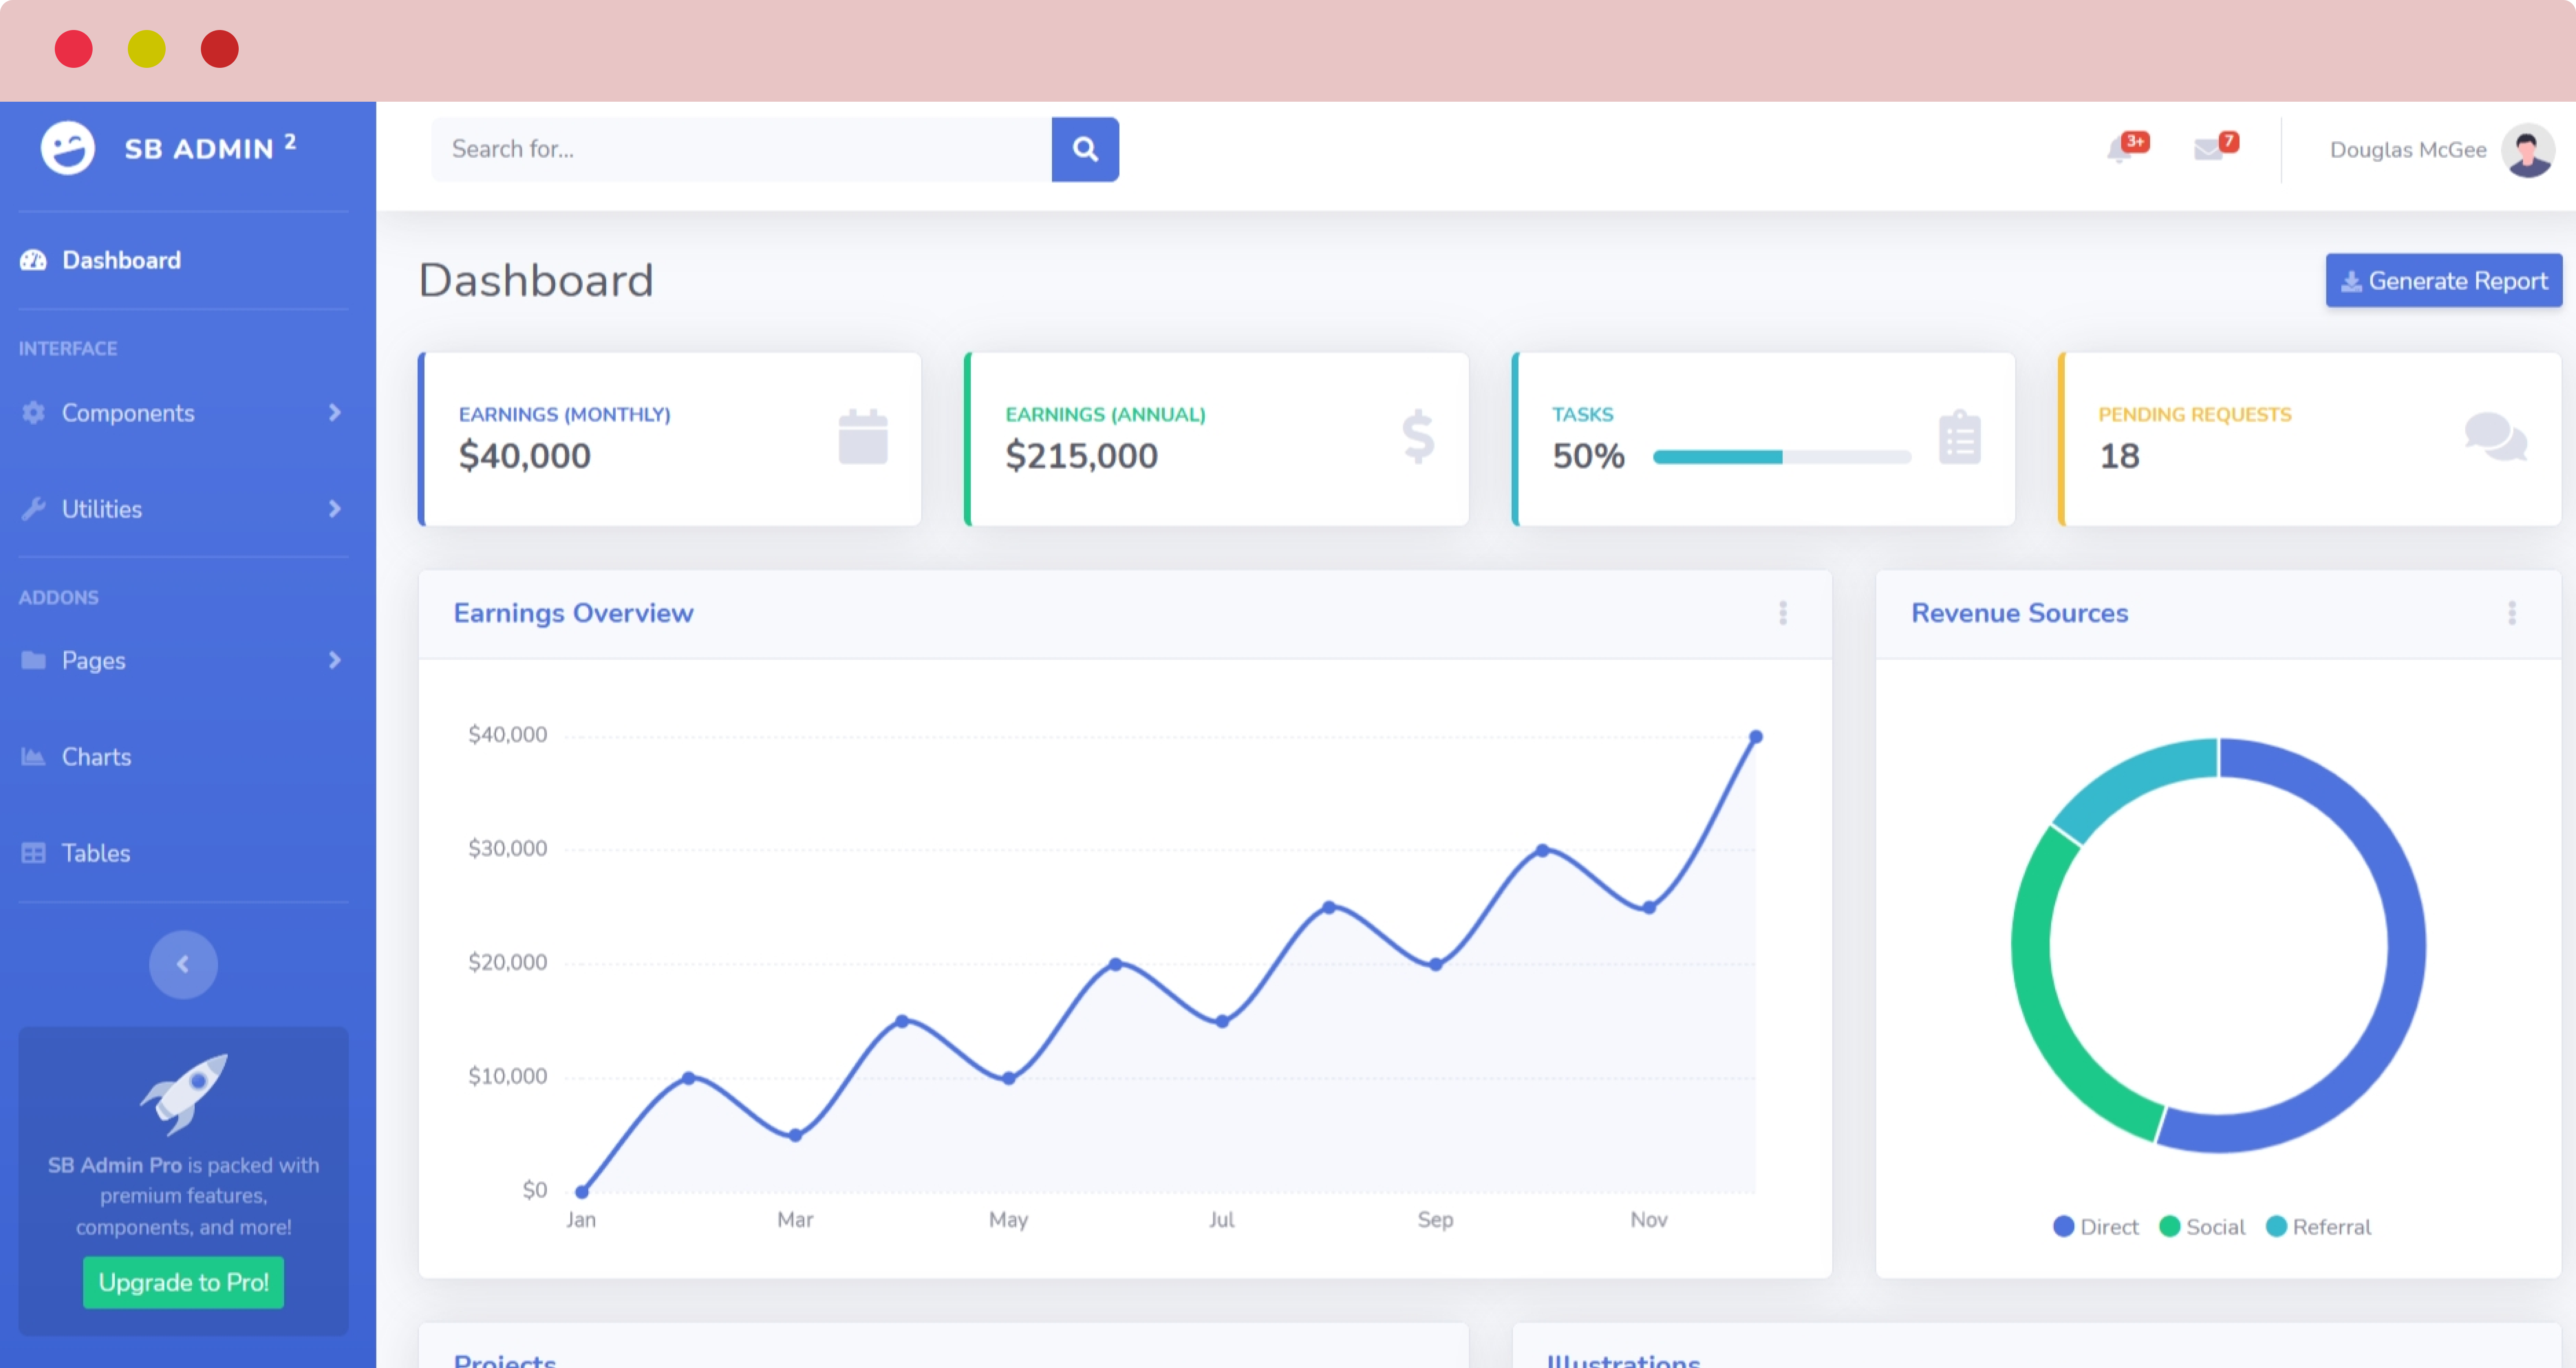 SB ADMIN 2
Search for...
3+
7
Douglas McGee
Dashboard
INTERFACE
Components
Utilities
ADDONS
Pages
Charts
Tables
SB Admin Pro is packed with
premium features,
components, and more!
Upgrade to Pro!
Dashboard
Generate Report
EARNINGS (MONTHLY)
$40,000
EARNINGS (ANNUAL)
$215,000
TASKS
50%
PENDING REQUESTS
18
Earnings Overview
$40,000
$30,000
$20,000
$10,000
$0
Jan Mar May Jul Sep Nov
Revenue Sources
Direct Social Referral
Projects
Illustrations